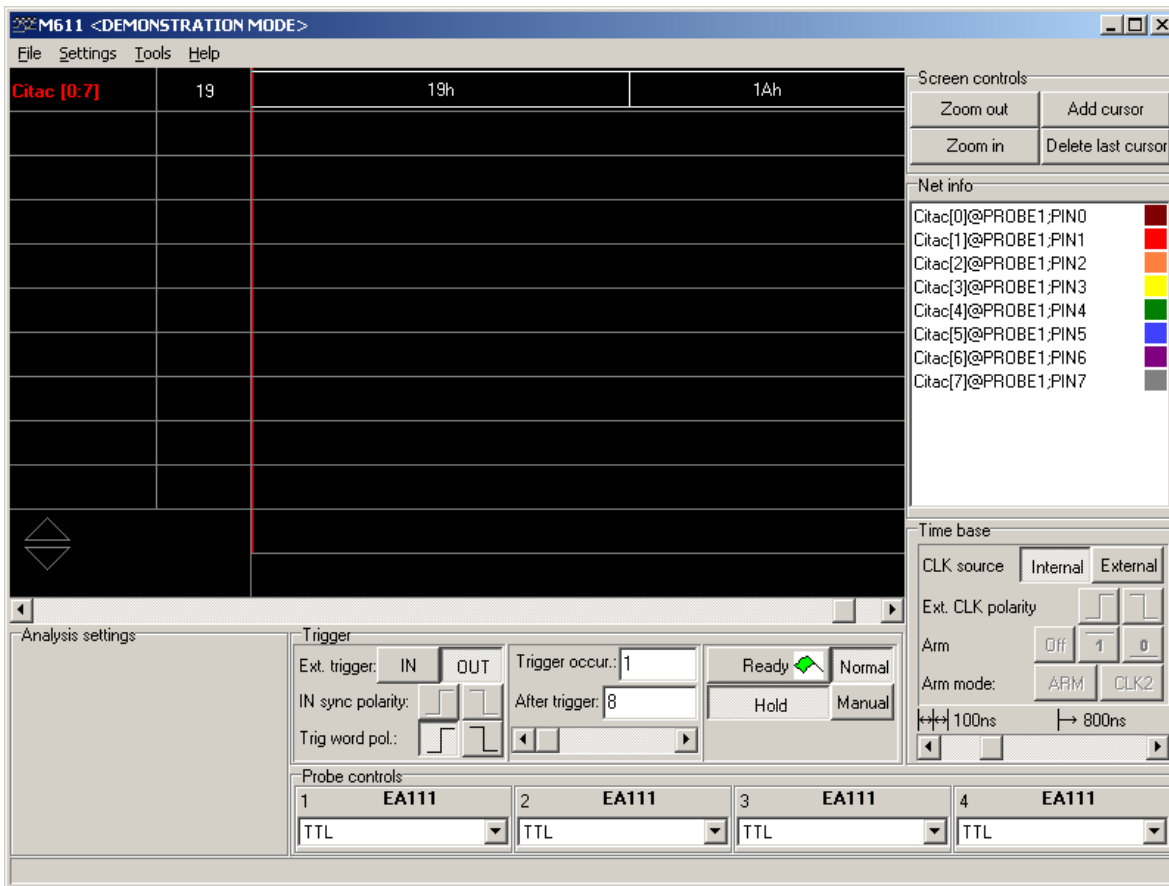 M611 <DEMONSTRATION MODE>
File Settings Tools Help
Citac [0:7] 19 19h 1Ah
Screen controls
Zoom out Add cursor
Zoom in Delete last cursor
Net info
Citac[0]@PROBE1;PIN0
Citac[1]@PROBE1;PIN1
Citac[2]@PROBE1;PIN2
Citac[3]@PROBE1;PIN3
Citac[4]@PROBE1;PIN4
Citac[5]@PROBE1;PIN5
Citac[6]@PROBE1;PIN6
Citac[7]@PROBE1;PIN7
Time base
CLK source Internal External
Ext. CLK polarity
Arm Off 1 0
Arm mode: ARM CLK2
100ns 800ns
Analysis settings
Trigger
Ext. trigger: IN OUT
IN sync polarity:
Trig word pol.:
Trigger occur.: 1
After trigger: 8
Ready Normal
Hold Manual
Probe controls
1 EA111 2 EA111 3 EA111 4 EA111
TTL TTL TTL TTL